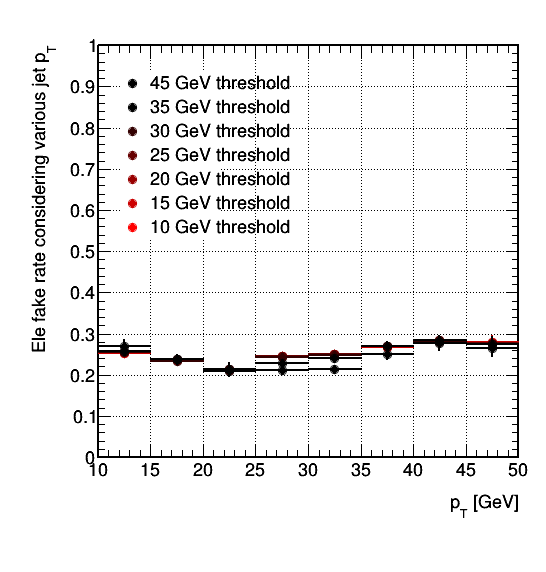 Ele fake rate considering various jet p_T
1
0.9
0.8
0.7
0.6
0.5
0.4
0.3
0.2
0.1
0
45 GeV threshold
35 GeV threshold
30 GeV threshold
25 GeV threshold
20 GeV threshold
15 GeV threshold
10 GeV threshold
10 15 20 25 30 35 40 45 50
p_T [GeV]